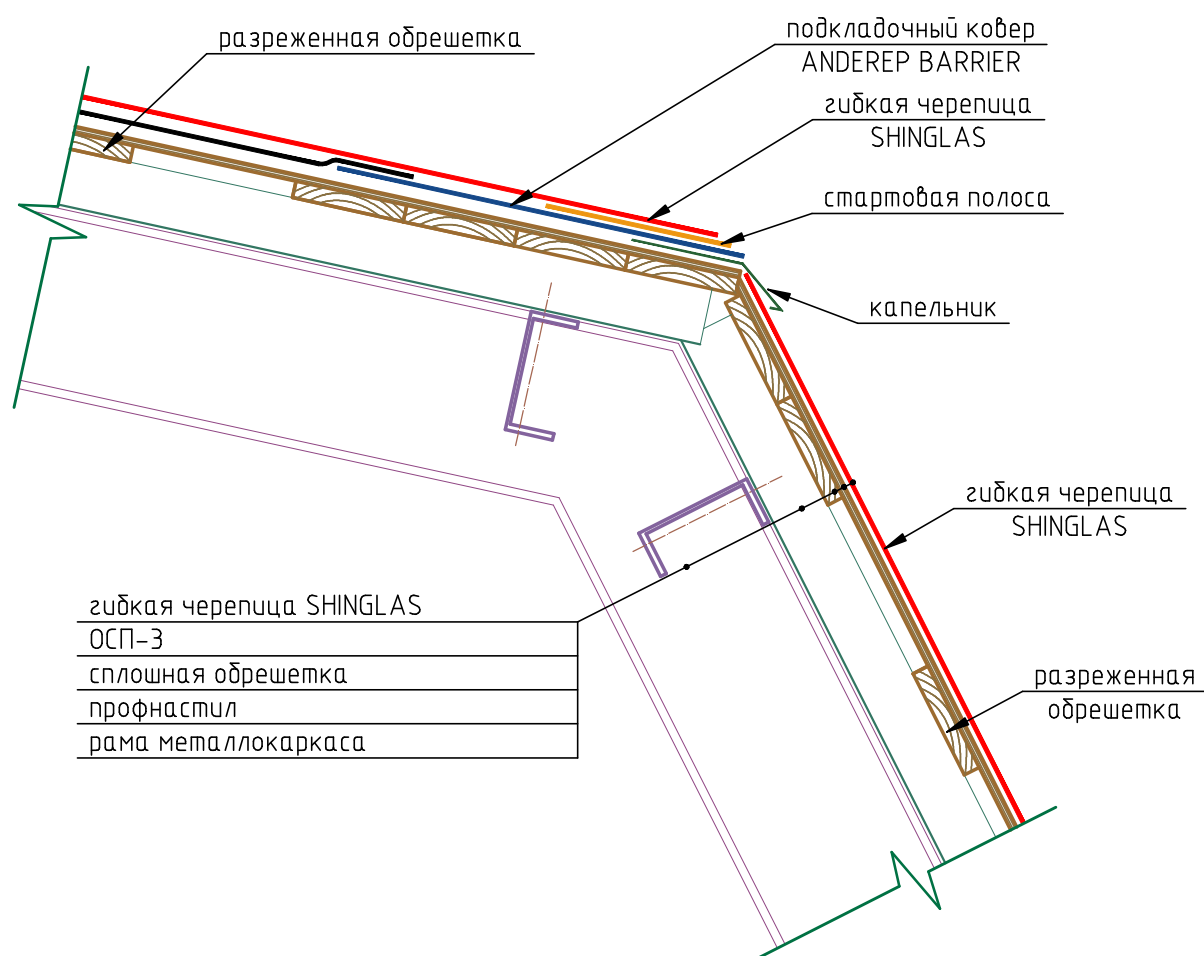 разреженная обрешетка
подкладочный ковер
ANDEREP BARRIER
гибкая черепица
SHINGLAS
стартовая полоса
капельник
гибкая черепица
SHINGLAS
гибкая черепица SHINGLAS
ОСП-3
сплошная обрешетка
профнастил
рама металлокаркаса
разреженная
обрешетка